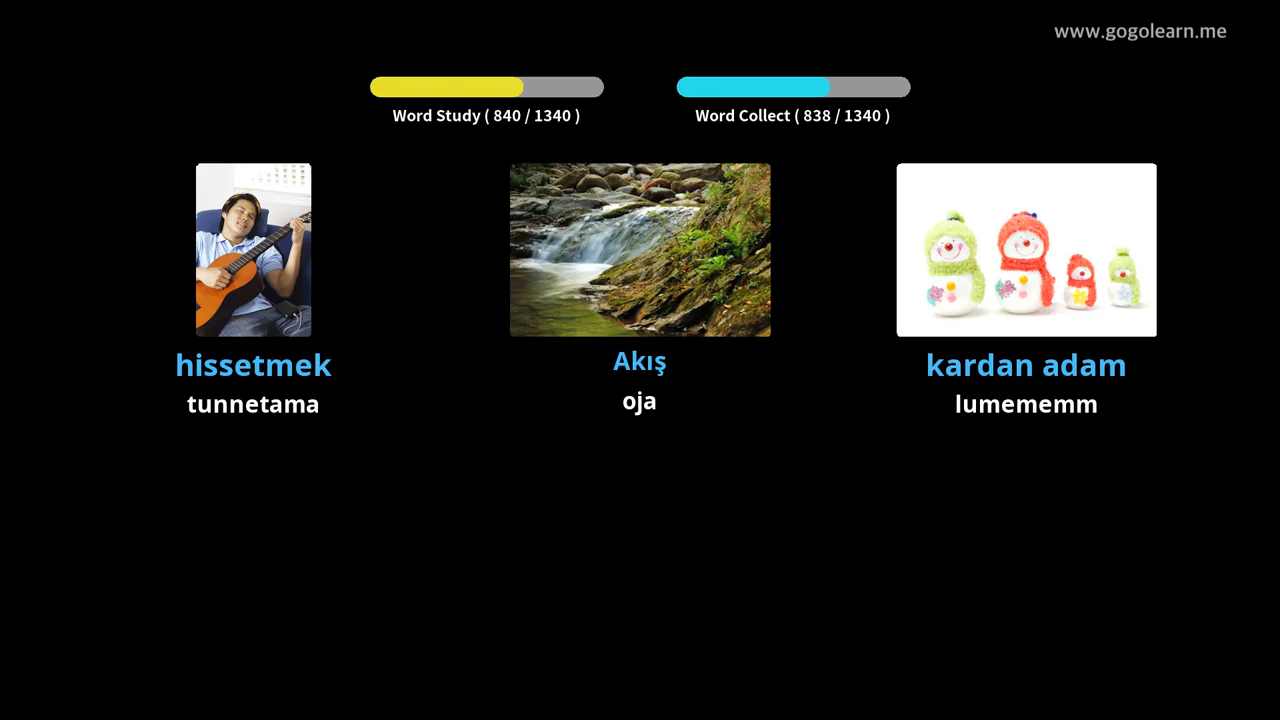 www.gogolearn.me
Word Study ( 840 / 1340 )
Word Collect ( 838 / 1340 )
hissetmek
tunnetama
Akış
oja
kardan adam
lumememm